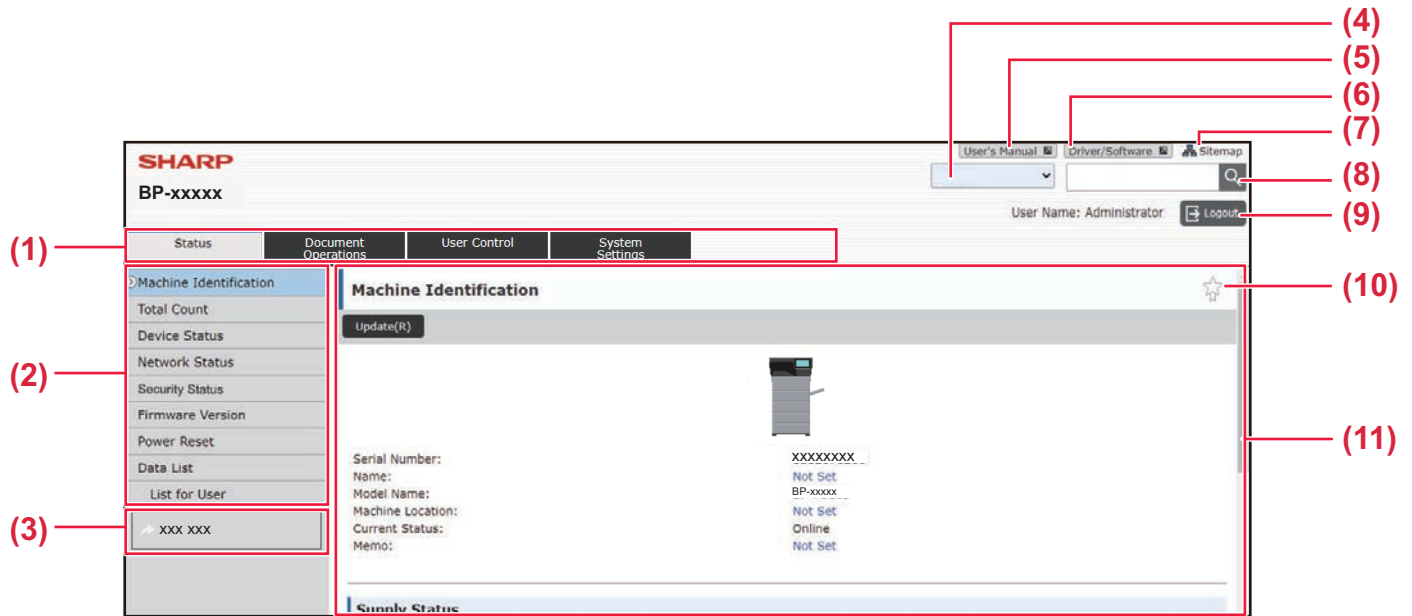 (4)
(5)
(6)
(7)
User's Manual Driver/Software Sitemap
SHARP
(8)
BP-xxxxx
User Name: Administrator Logout
(9)
(1)
Status Document Operations User Control System Settings
Machine Identification
Machine Identification
(10)
Total Count
Update(R)
Device Status
Network Status
(2)
Security Status
Firmware Version
Power Reset
(11)
Data List
List for User
Serial Number: XXXXXXXX
Name: Not Set
Model Name: BP-xxxxx
Machine Location: Not Set
Current Status: Online
Memo: Not Set
(3)
xxx xxx
Supply Status